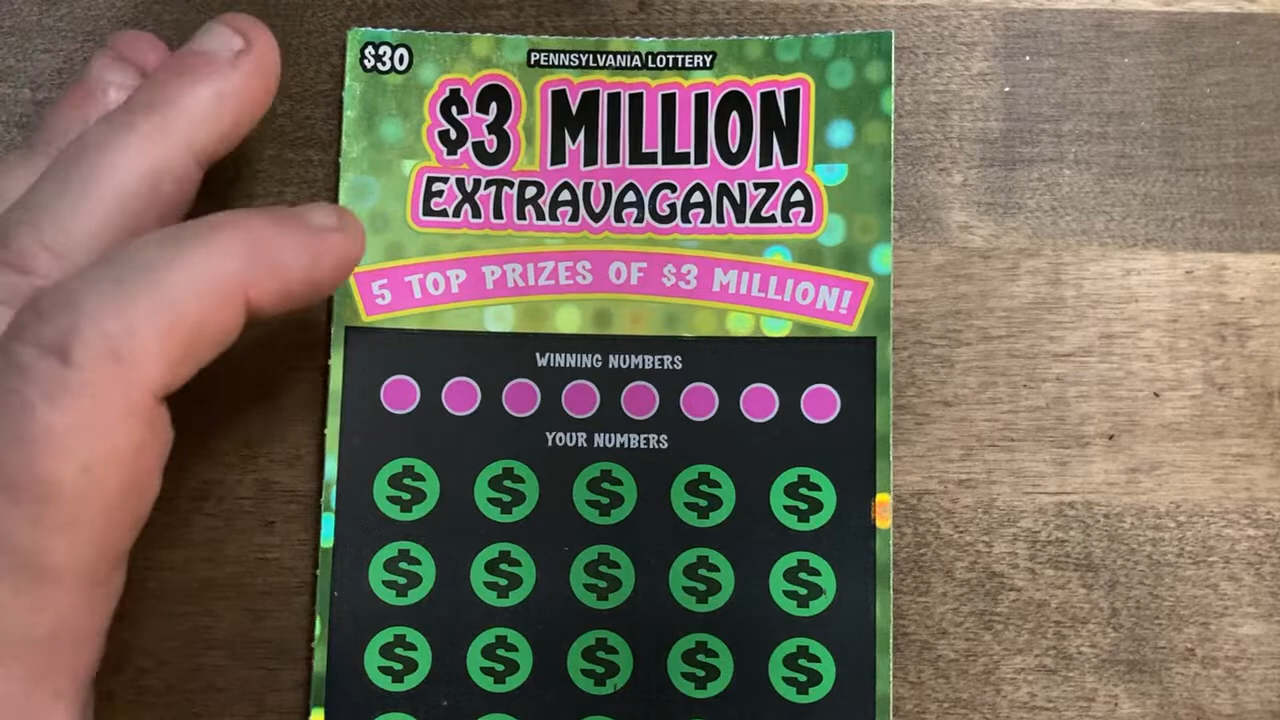 $30
PENNSYLVANIA LOTTERY
$3 MILLION
EXTRAVAGANZA
5 TOP PRIZES OF $3 MILLION!
WINNING NUMBERS
YOUR NUMBERS
$ $ $ $ $
$ $ $ $ $
$ $ $ $ $